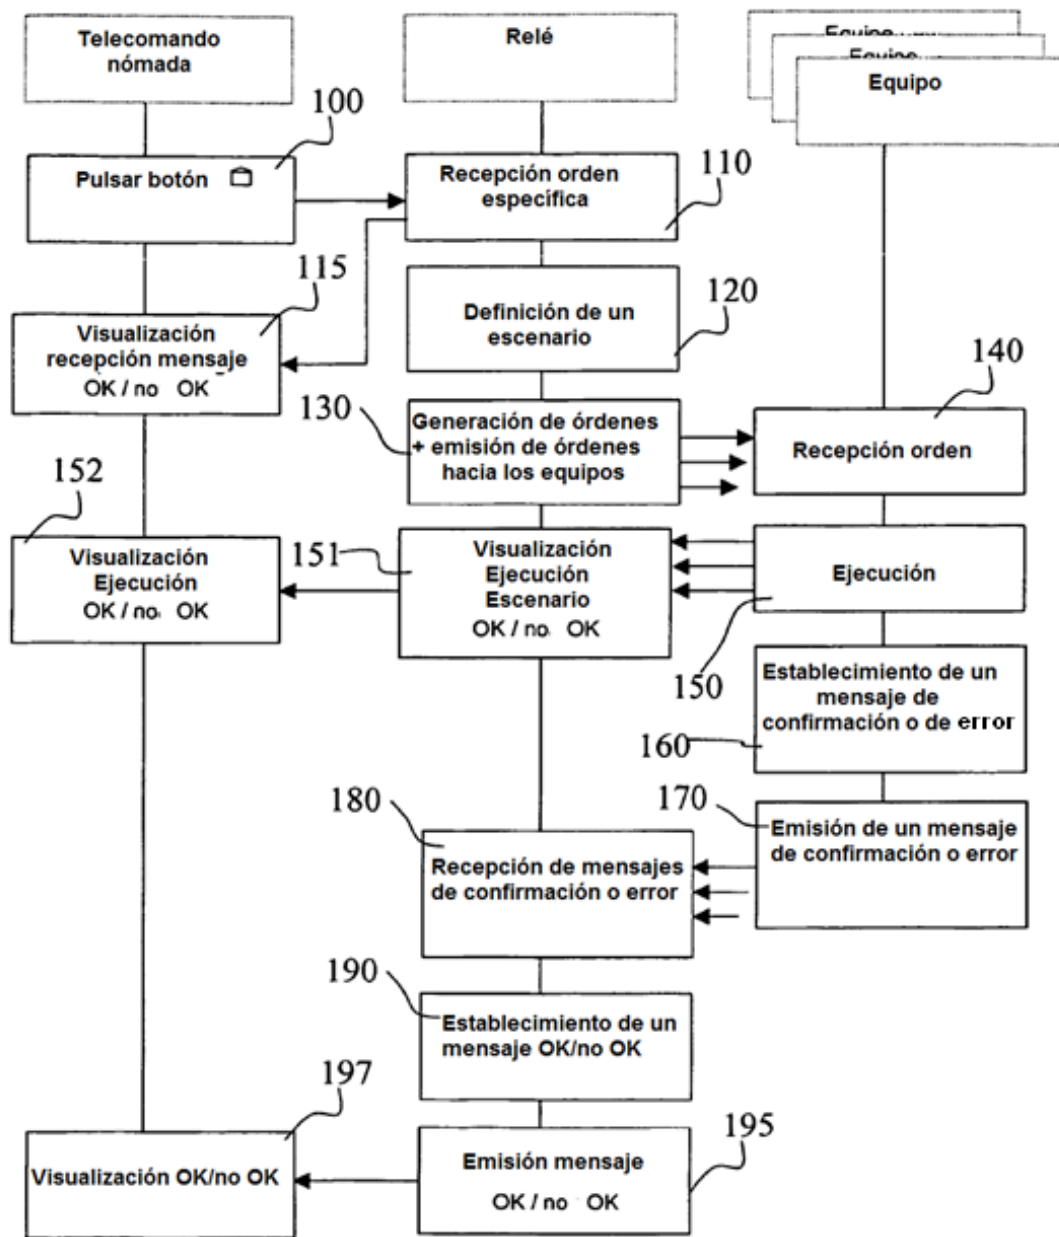 Telecomando
nómada
Relé
Equipo
100
Pulsar botón
Recepción orden
específica
110
115
Visualización
recepción mensaje
OK / no OK
Definición de un
escenario
120
130
Generación de órdenes
+ emisión de órdenes
hacia los equipos
140
Recepción orden
152
Visualización
Ejecución
OK / no OK
151
Visualización
Ejecución
Escenario
OK / no OK
Ejecución
150
Establecimiento de un
mensaje de
confirmación o de error
160
170
Emisión de un mensaje
de confirmación o error
180
Recepción de mensajes
de confirmación o error
190
Establecimiento de un
mensaje OK/no OK
197
Visualización OK/no OK
Emisión mensaje
OK / no OK
195